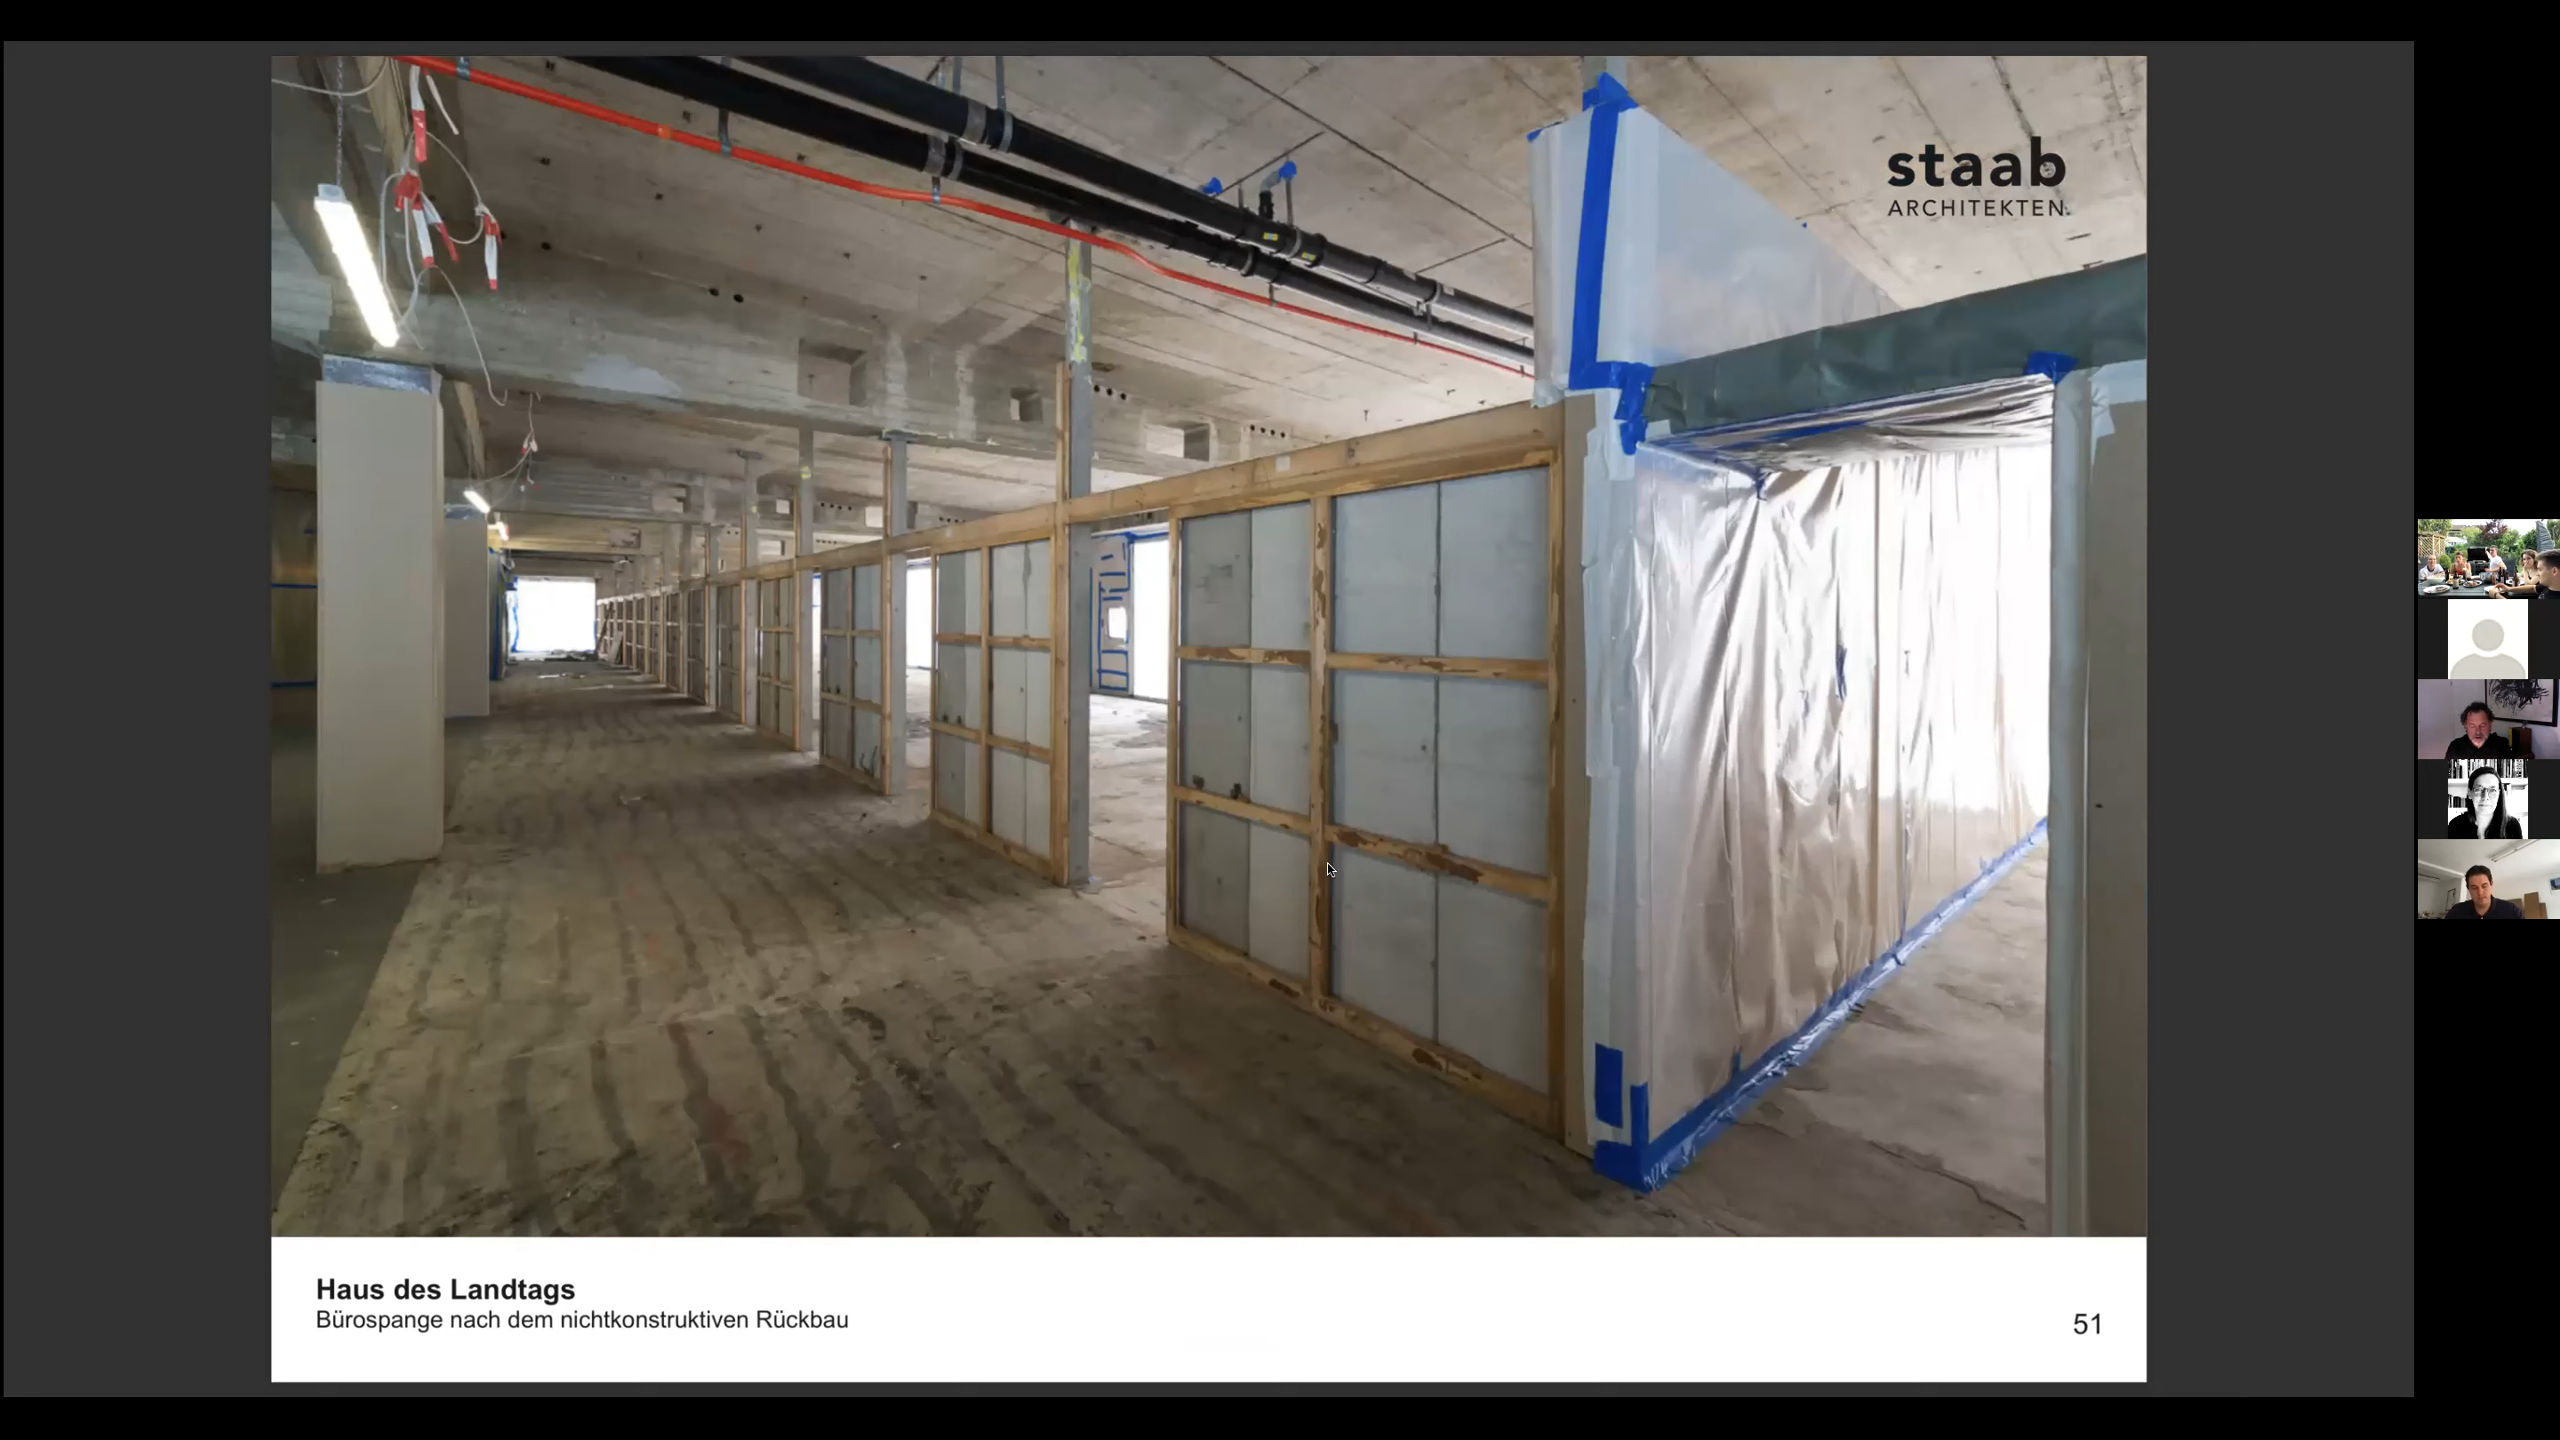 staab
ARCHITEKTEN
Haus des Landtags
Bürospange nach dem nichtkonstruktiven Rückbau
51